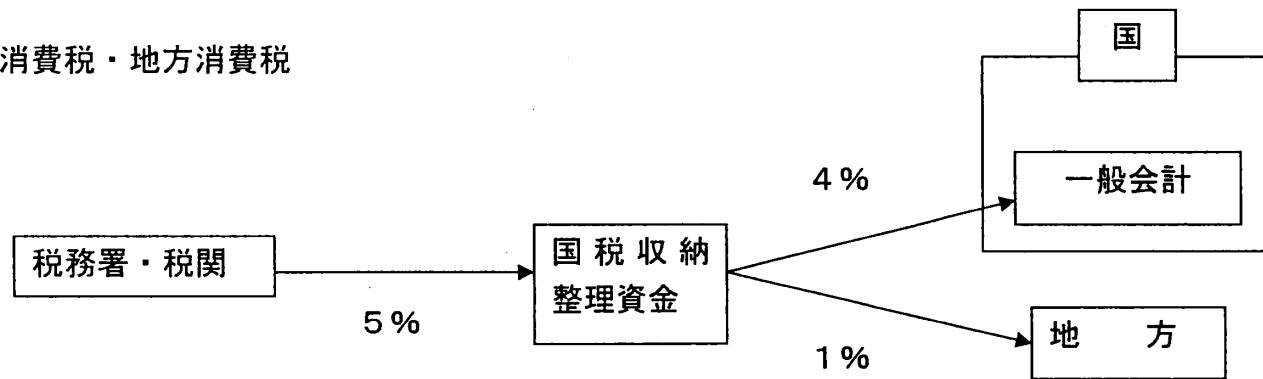 消費税・地方消費税
国
4%
一般会計
税務署・税関
国税収納
整理資金
5%
地　方
1%